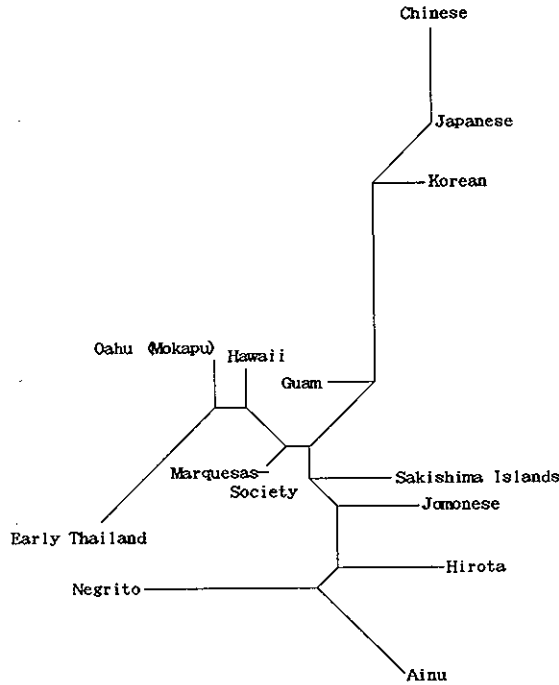 Chinese
Japanese
Korean
Oahu (Mokapu)
Hawaii
Guam
Marquesas
Society
Sakishima Islands
Jomonese
Early Thailand
Hirota
Negrito
Ainu